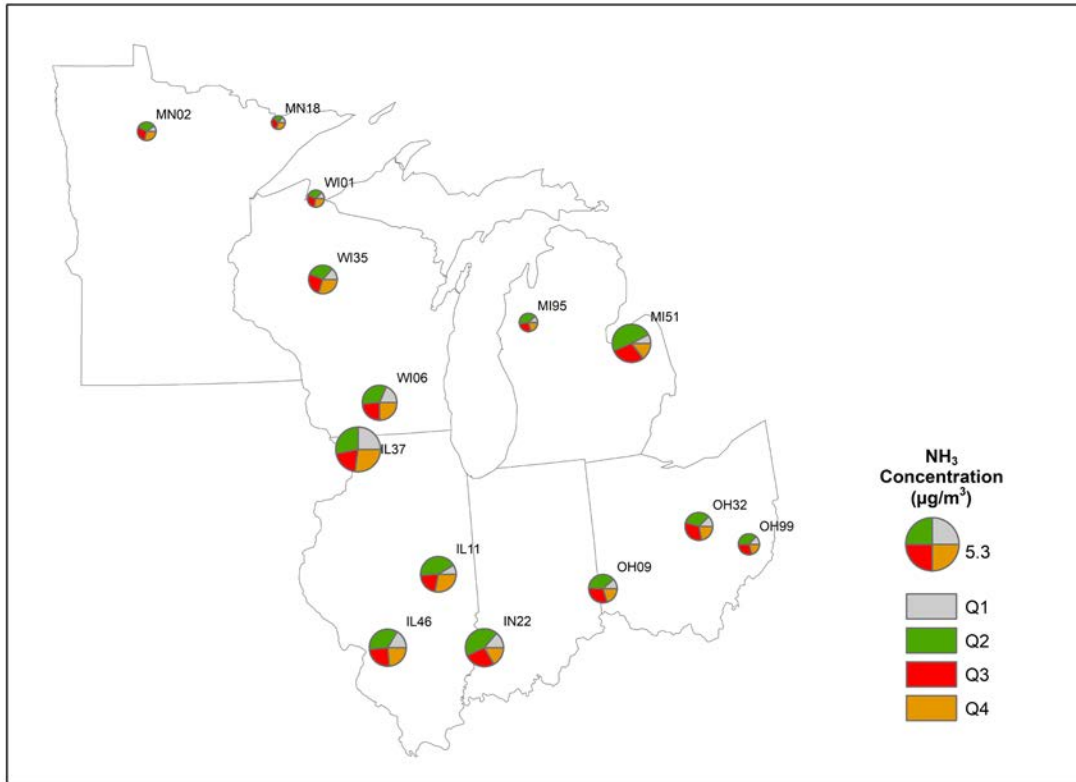 MN02
MN18
WI01
WI35
MI95
MI51
WI06
IL37
NH₃
Concentration
(µg/m³)
5.3
OH32
OH99
IL11
OH09
IL46
IN22
Q1
Q2
Q3
Q4